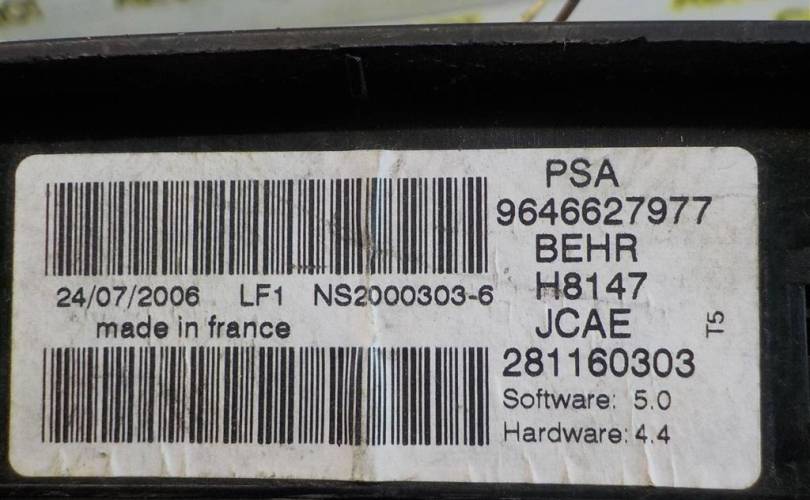 PSA
9646627977
BEHR
H8147
JCAE
281160303
Software: 5.0
Hardware: 4.4
T5
24/07/2006 LF1 NS2000303-6
made in france